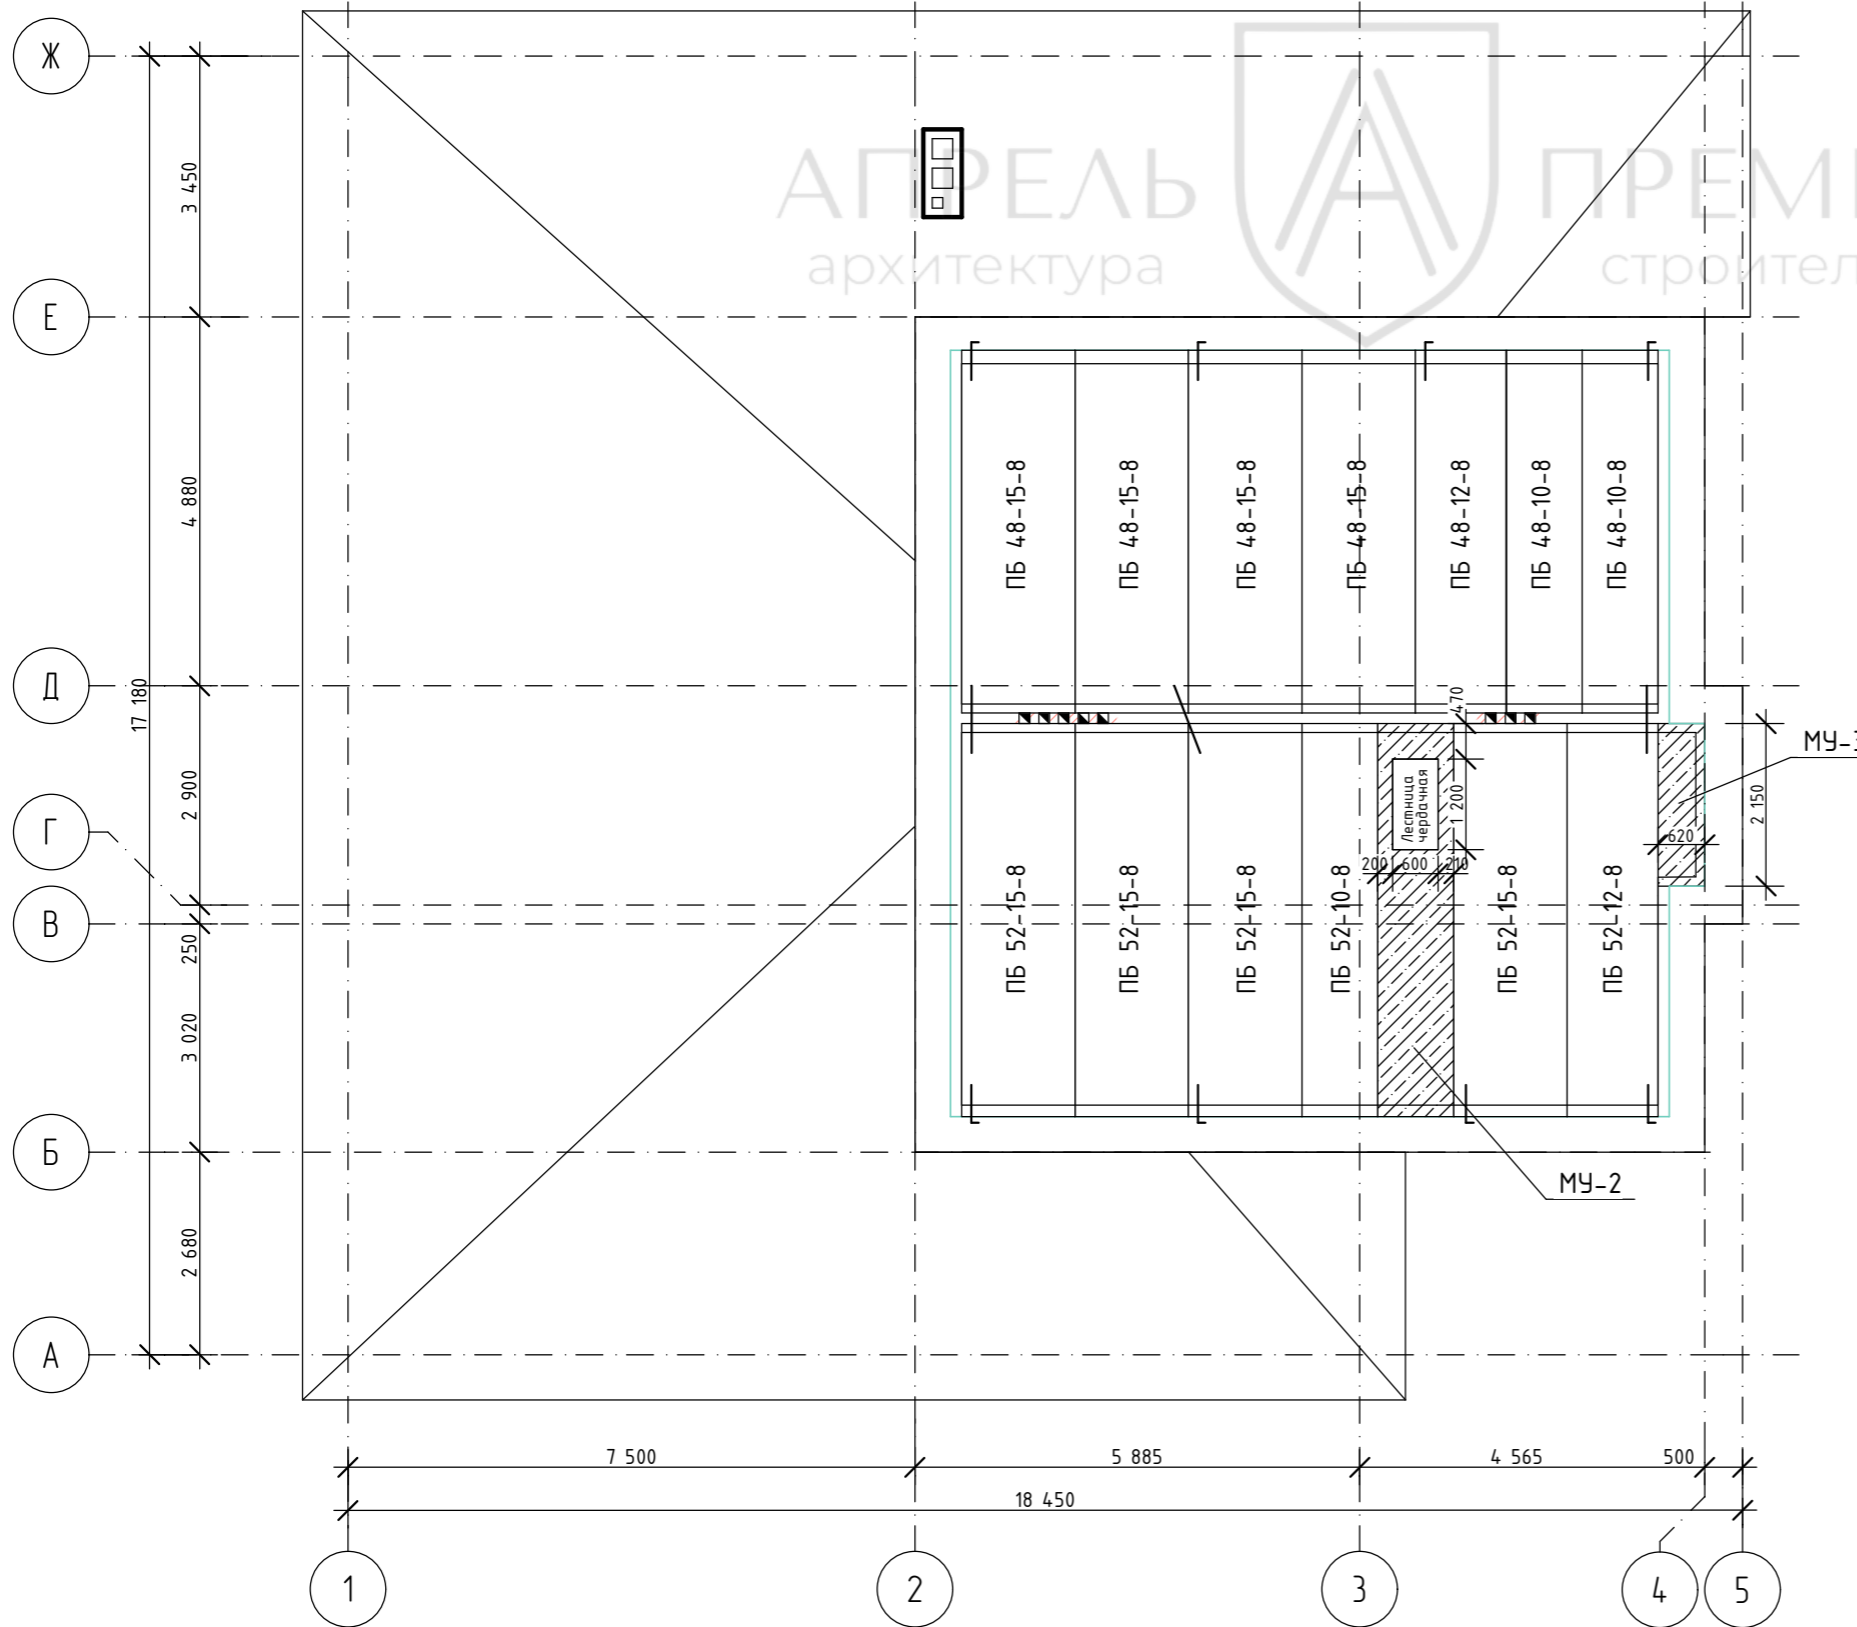 АПРЕЛЬ
архитектура
ПРЕМ
строител
Ж
Е
Д
Г
В
Б
А
3 450
4 880
2 900
250
3 020
2 680
17 180
ПБ 48-15-8
ПБ 48-15-8
ПБ 48-15-8
ПБ 48-15-8
ПБ 48-12-8
ПБ 48-10-8
ПБ 48-10-8
470
1 200
Лестница
чердачная
200
600
210
620
2 150
МУ-3
ПБ 52-15-8
ПБ 52-15-8
ПБ 52-15-8
ПБ 52-10-8
ПБ 52-15-8
ПБ 52-12-8
МУ-2
7 500
5 885
4 565
500
18 450
1
2
3
4
5